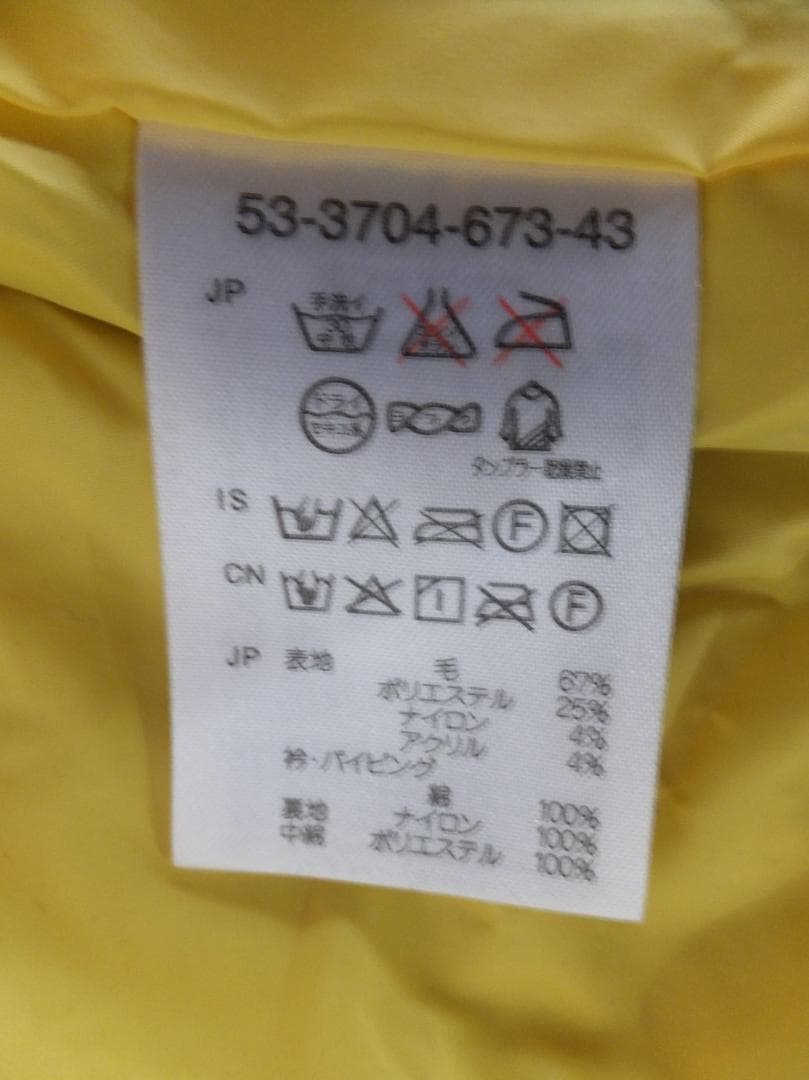 53-3704-673-43
JP
手洗イ
30
中性
ドライ
セキユ系
タンブラー乾燥禁止
IS
F
CN
F
JP 表地 毛 67%
ポリエステル 25%
ナイロン 4%
アクリル 4%
衿・パイピング
綿 100%
裏地 ナイロン 100%
中綿 ポリエステル 100%